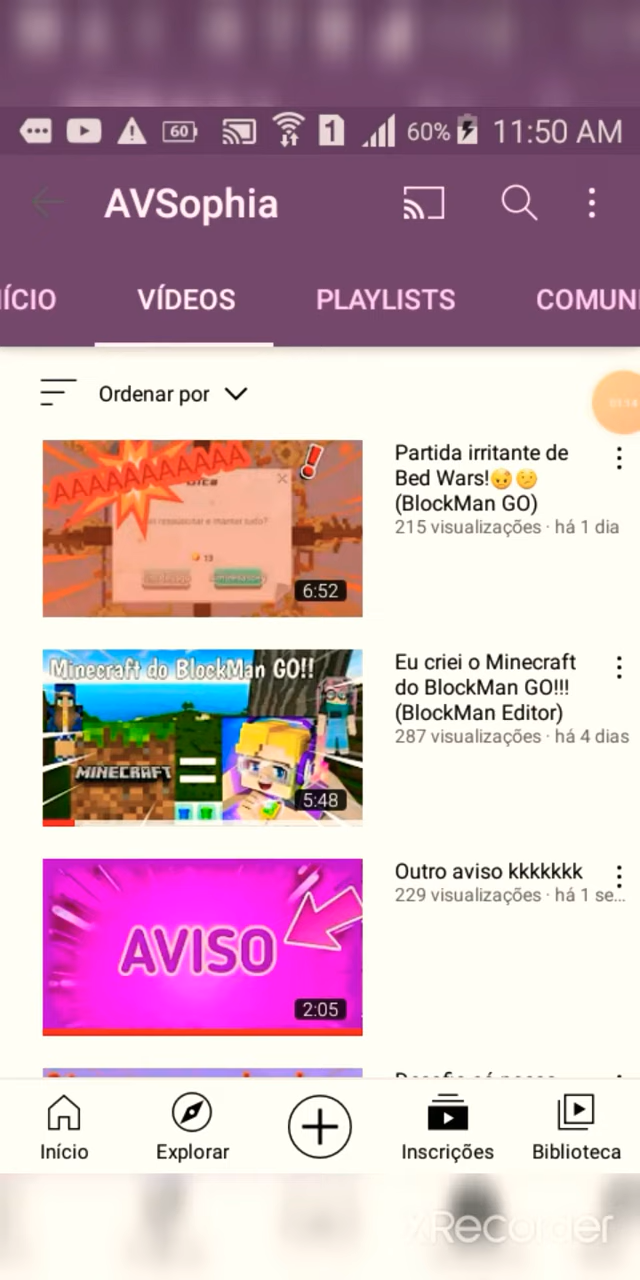 60
1
60%
11:50 AM
AVSophia
ÍCIO
VÍDEOS
PLAYLISTS
COMUN
Ordenar por
AAAAAAAAAAA
13
6:52
Partida irritante de
Bed Wars!😠😕
(BlockMan GO)
215 visualizações · há 1 dia
Minecraft do BlockMan GO!!
MINECRAFT
5:48
Eu criei o Minecraft
do BlockMan GO!!!
(BlockMan Editor)
287 visualizações · há 4 dias
AVISO
2:05
Outro aviso kkkkkkk
229 visualizações · há 1 se...
Início
Explorar
Inscrições
Biblioteca
XRecorder